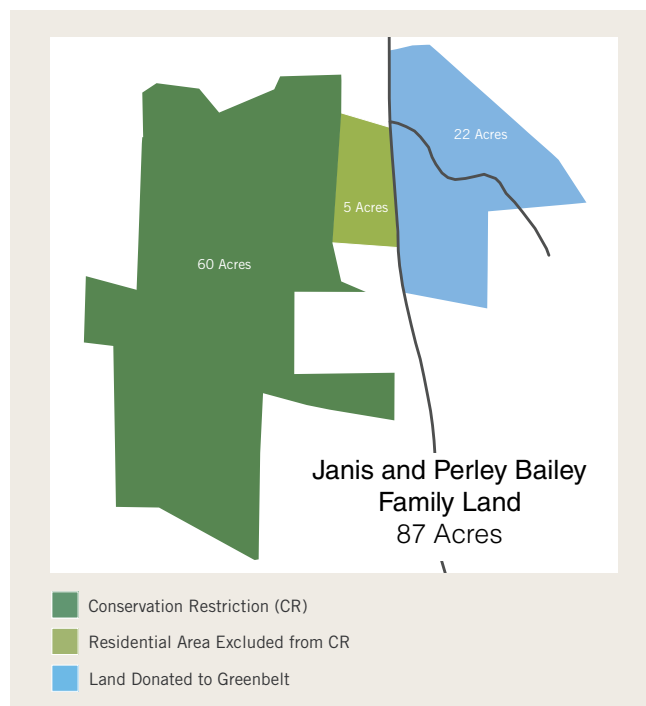 22 Acres
5 Acres
60 Acres
Janis and Perley Bailey
Family Land
87 Acres
Conservation Restriction (CR)
Residential Area Excluded from CR
Land Donated to Greenbelt